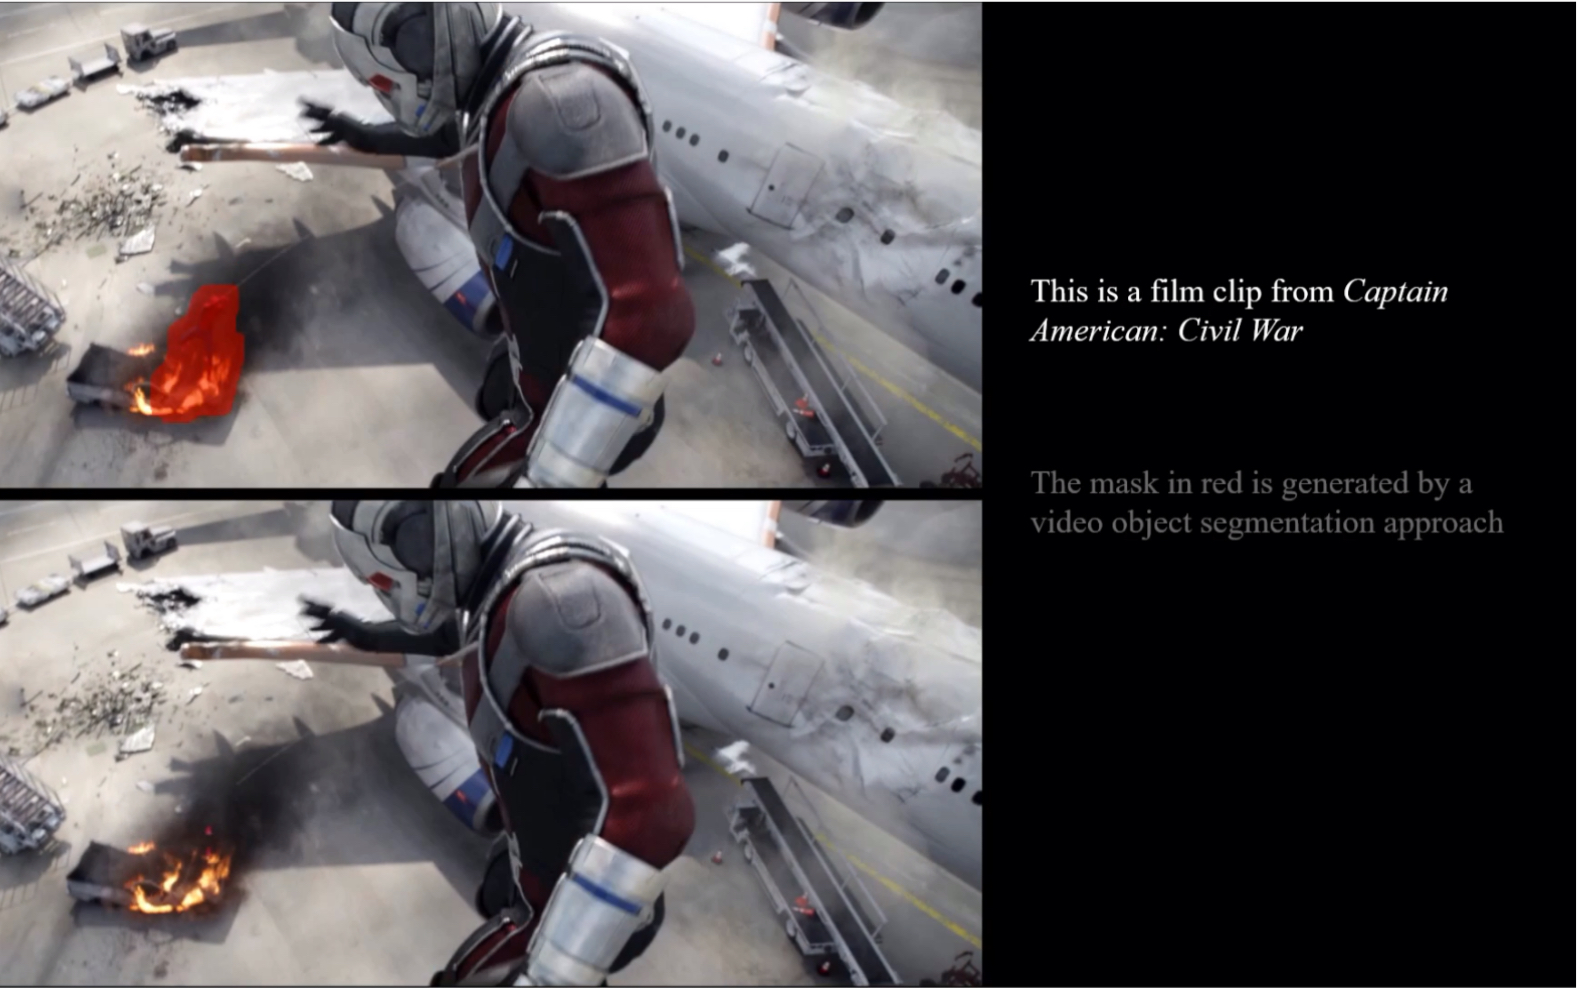 This is a film clip from Captain
American: Civil War
The mask in red is generated by a
video object segmentation approach